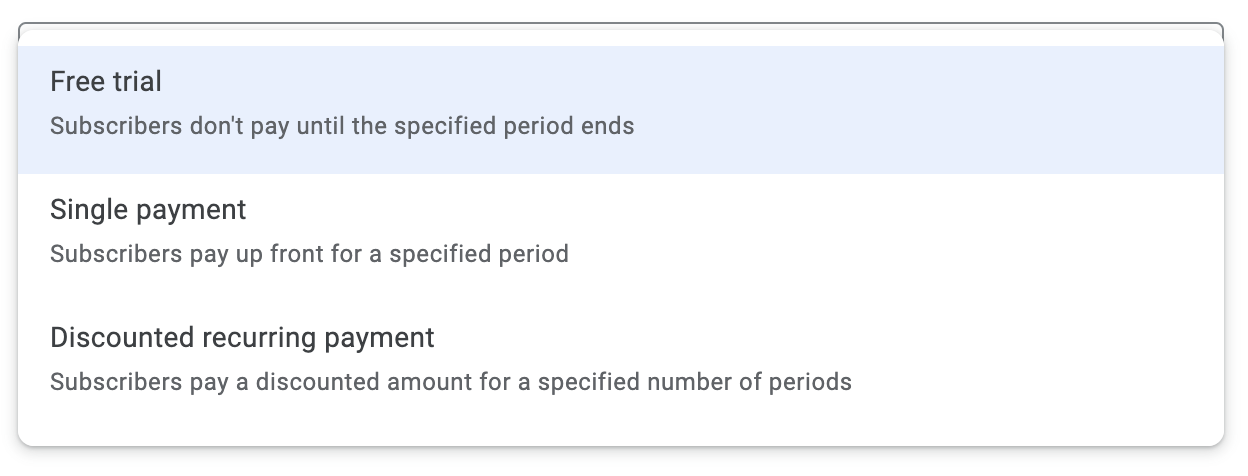 Free trial
Subscribers don't pay until the specified period ends
Single payment
Subscribers pay up front for a specified period
Discounted recurring payment
Subscribers pay a discounted amount for a specified number of periods